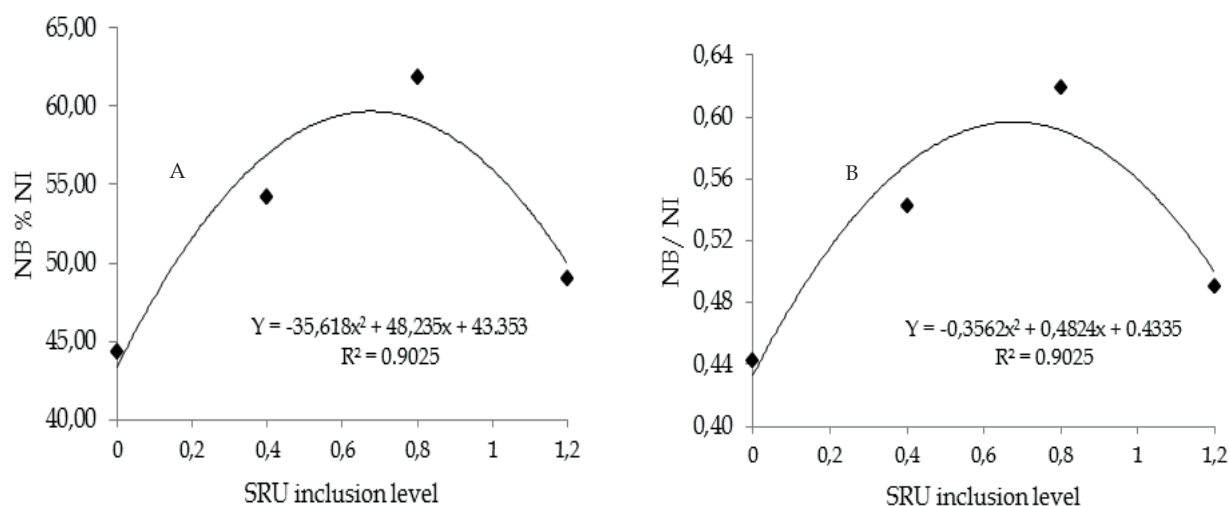 NB % NI
65,00
60,00
55,00
50,00
45,00
40,00
A
Y = -35,618x² + 48,235x + 43.353
R² = 0.9025
0 0,2 0,4 0,6 0,8 1 1,2
SRU inclusion level
NB/ NI
0,64
0,60
0,56
0,52
0,48
0,44
0,40
B
Y = -0,3562x² + 0,4824x + 0.4335
R² = 0.9025
0 0,2 0,4 0,6 0,8 1 1,2
SRU inclusion level